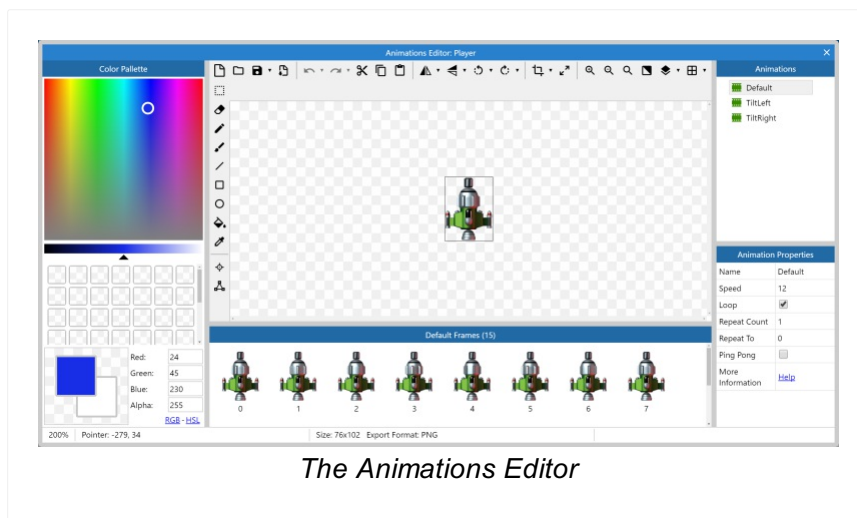 Animations Editor: Player
Color Pallette
Animations
Default
TiltLeft
TiltRight
Animation Properties
Name Default
Speed 12
Loop
Repeat Count 1
Repeat To 0
Ping Pong
More
Information Help
Default Frames (15)
0 1 2 3 4 5 6 7
Red: 24
Green: 45
Blue: 230
Alpha: 255
RGB - HSL
200% Pointer: -279, 34 Size: 76x102 Export Format: PNG
The Animations Editor